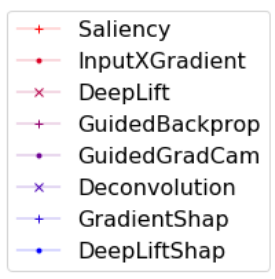 Saliency
InputXGradient
DeepLift
GuidedBackprop
GuidedGradCam
Deconvolution
GradientShap
DeepLiftShap